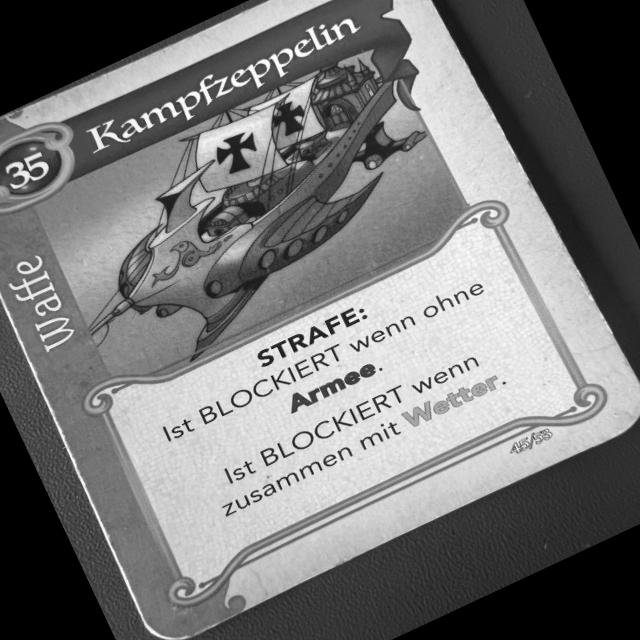 Kampfzeppelin
35
Waffe
STRAFE:
Ist BLOCKIERT wenn ohne
Armee.
Ist BLOCKIERT wenn
zusammen mit Wetter.
45/53